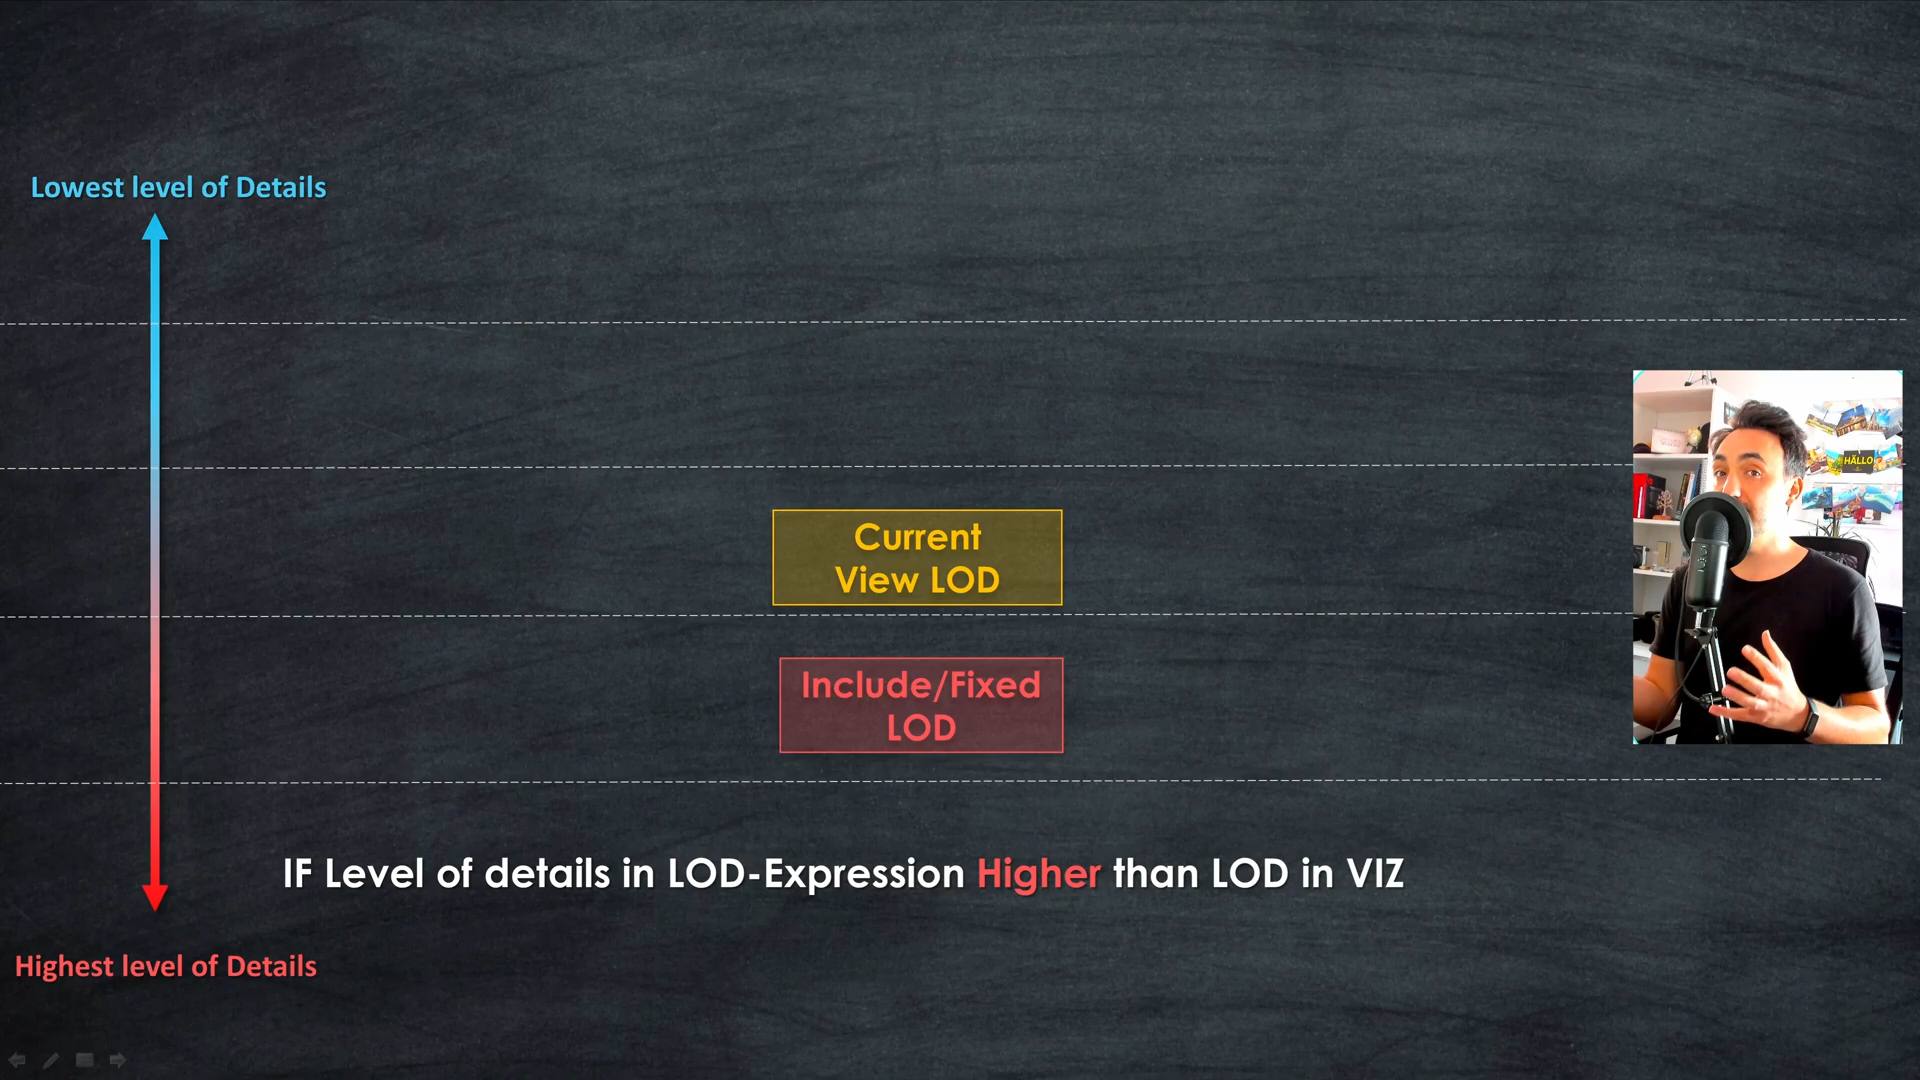 Lowest level of Details
HALLO
Current
View LOD
Include/Fixed
LOD
IF Level of details in LOD-Expression Higher than LOD in VIZ
Highest level of Details